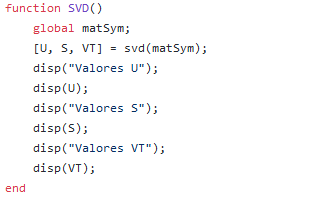 function SVD()
    global matSym;
    [U, S, VT] = svd(matSym);
    disp("Valores U");
    disp(U);
    disp("Valores S");
    disp(S);
    disp("Valores VT");
    disp(VT);
end